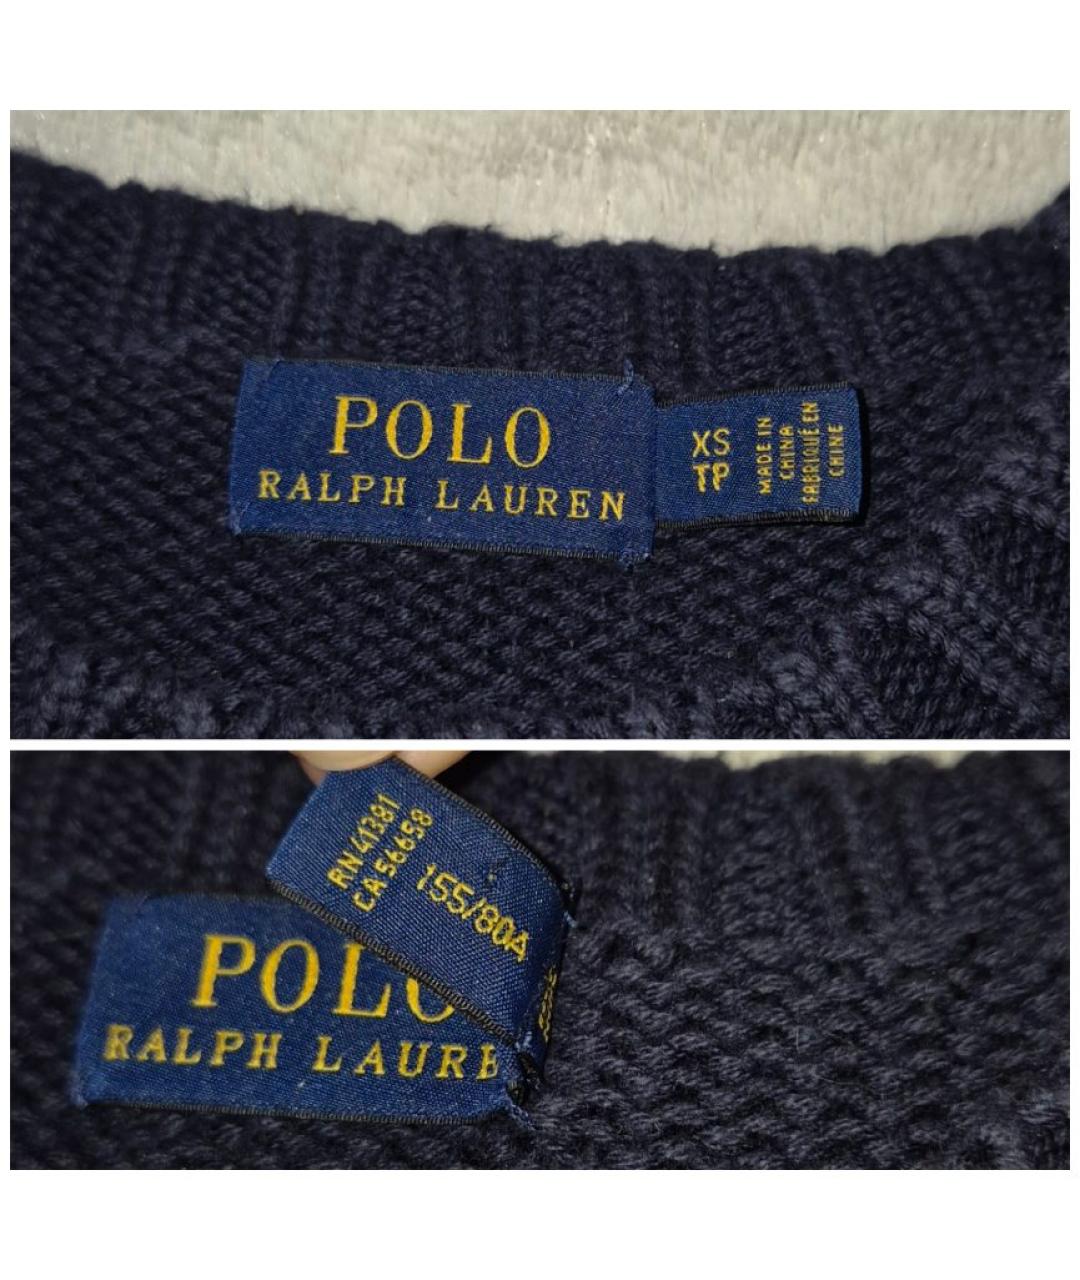 POLO
RALPH LAUREN
XS
TP
MADE IN
CHINA
FABRIQUÉ EN
CHINE
RN 41381
CA 56658
155/80A
POLO
RALPH LAURE